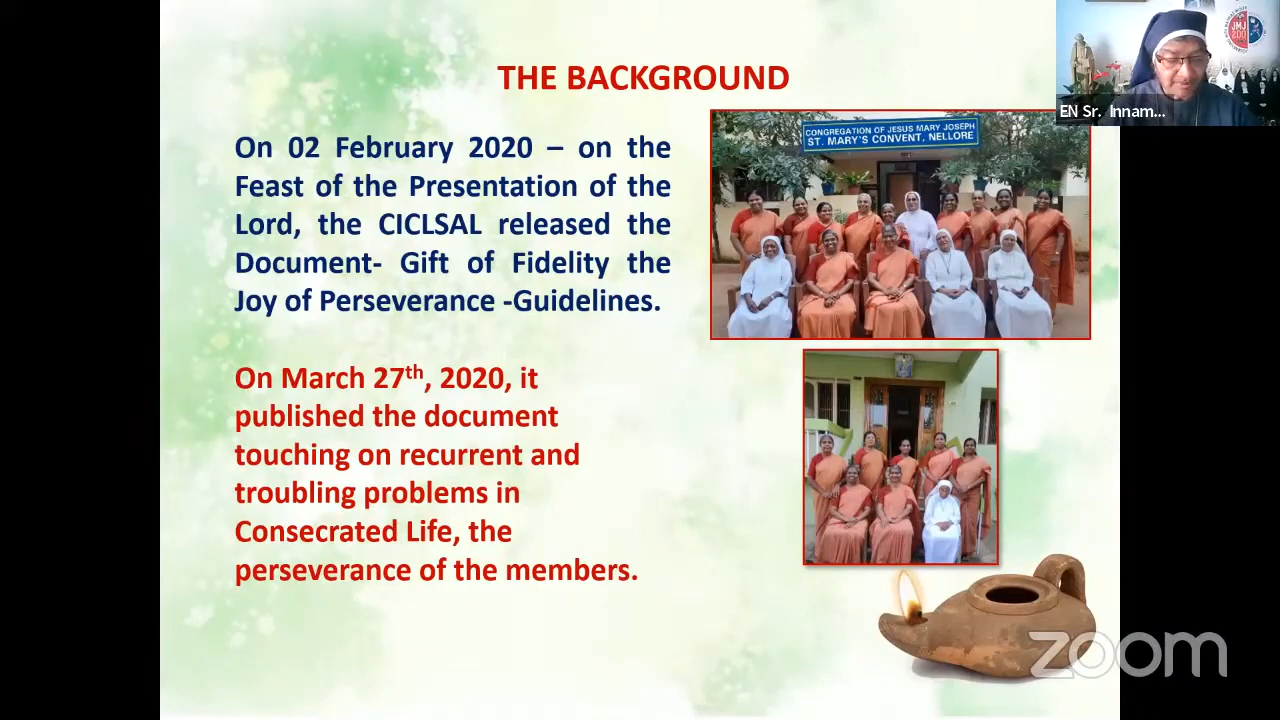 THE BACKGROUND
On 02 February 2020 – on the
Feast of the Presentation of the
Lord, the CICLSAL released the
Document- Gift of Fidelity the
Joy of Perseverance -Guidelines.
On March 27th, 2020, it
published the document
touching on recurrent and
troubling problems in
Consecrated Life, the
perseverance of the members.
CONGREGATION OF JESUS MARY JOSEPH
ST. MARY'S CONVENT, NELLORE
JMJ
200
EN Sr. Innam...
zoom